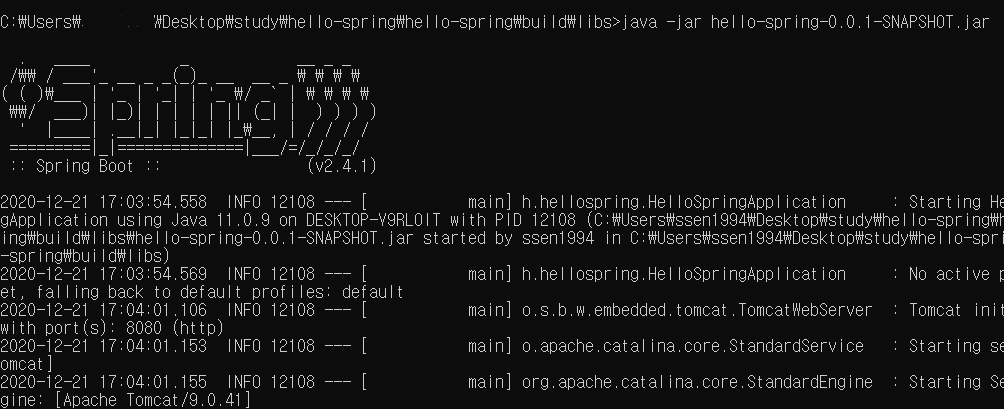 C:₩Users₩ ₩Desktop₩study₩hello-spring₩hello-spring₩build₩libs>java -jar hello-spring-0.0.1-SNAPSHOT.jar
Spring
:: Spring Boot :: (v2.4.1)
2020-12-21 17:03:54.558 INFO 12108 --- [ main] h.hellospring.HelloSpringApplication : Starting He
gApplication using Java 11.0.9 on DESKTOP-Y9RLOIT with PID 12108 (C:₩Users₩ssen1994₩Desktop₩study₩hello-spring₩
ing₩build₩libs₩hello-spring-0.0.1-SNAPSHOT.jar started by ssen1994 in C:₩Users₩ssen1994₩Desktop₩study₩hello-spri
-spring₩build₩libs)
2020-12-21 17:03:54.569 INFO 12108 --- [ main] h.hellospring.HelloSpringApplication : No active p
et, falling back to default profiles: default
2020-12-21 17:04:01.106 INFO 12108 --- [ main] o.s.b.w.embedded.tomcat.TomcatWebServer : Tomcat init
with port(s): 8080 (http)
2020-12-21 17:04:01.153 INFO 12108 --- [ main] o.apache.catalina.core.StandardService : Starting se
omcat]
2020-12-21 17:04:01.155 INFO 12108 --- [ main] org.apache.catalina.core.StandardEngine : Starting Se
gine: [Apache Tomcat/9.0.41]